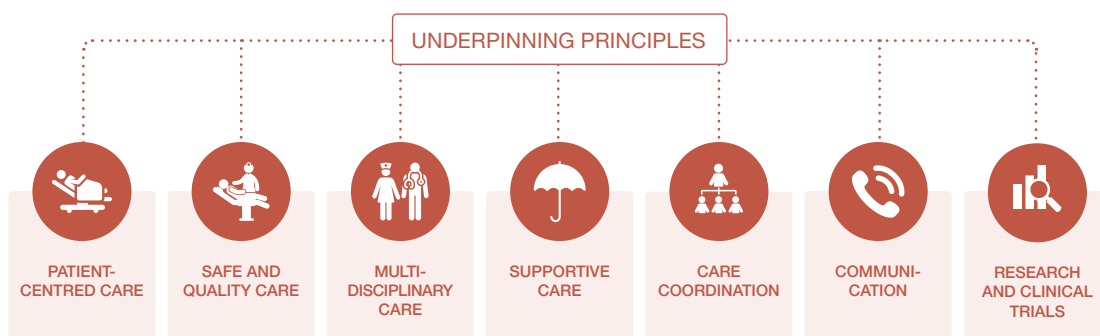 UNDERPINNING PRINCIPLES
PATIENT-
CENTRED CARE
SAFE AND
QUALITY CARE
MULTI-
DISCIPLINARY
CARE
SUPPORTIVE
CARE
CARE
COORDINATION
COMMUNI-
CATION
RESEARCH
AND CLINICAL
TRIALS